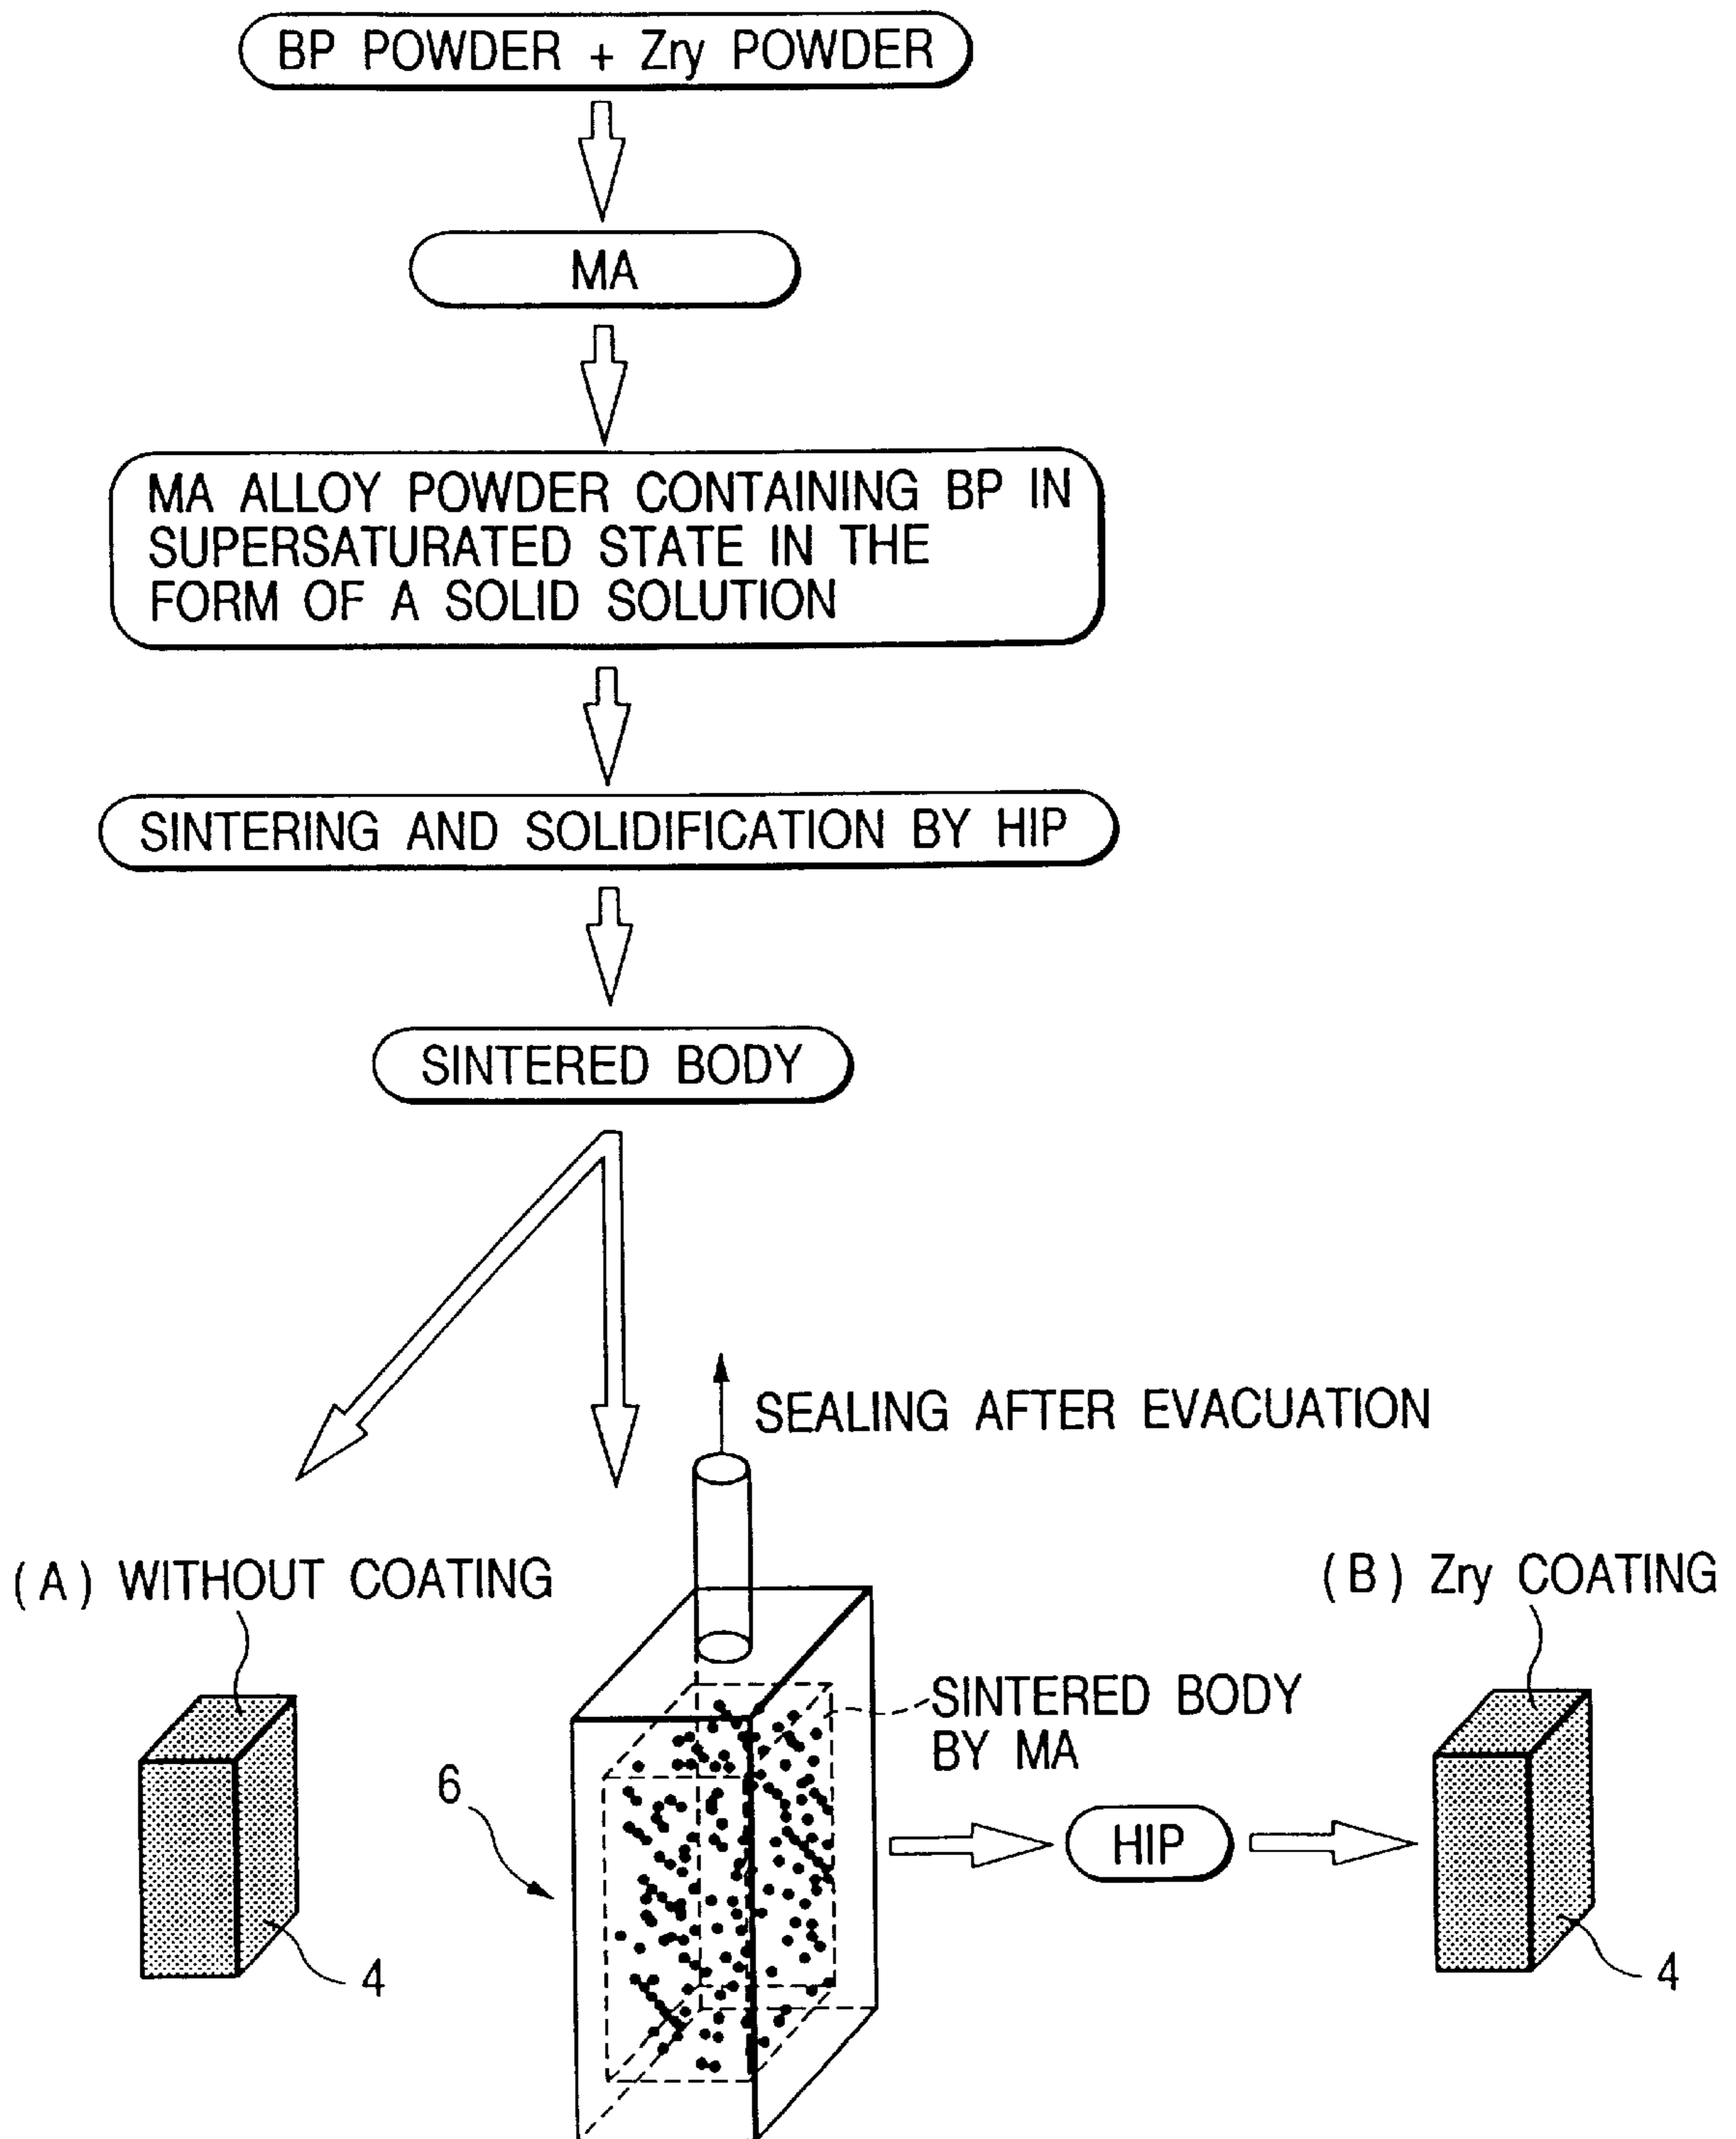 BP POWDER + Zry POWDER
MA
MA ALLOY POWDER CONTAINING BP IN
SUPERSATURATED STATE IN THE
FORM OF A SOLID SOLUTION
SINTERING AND SOLIDIFICATION BY HIP
SINTERED BODY
SEALING AFTER EVACUATION
(A) WITHOUT COATING
(B) Zry COATING
SINTERED BODY
BY MA
6
HIP
4
4